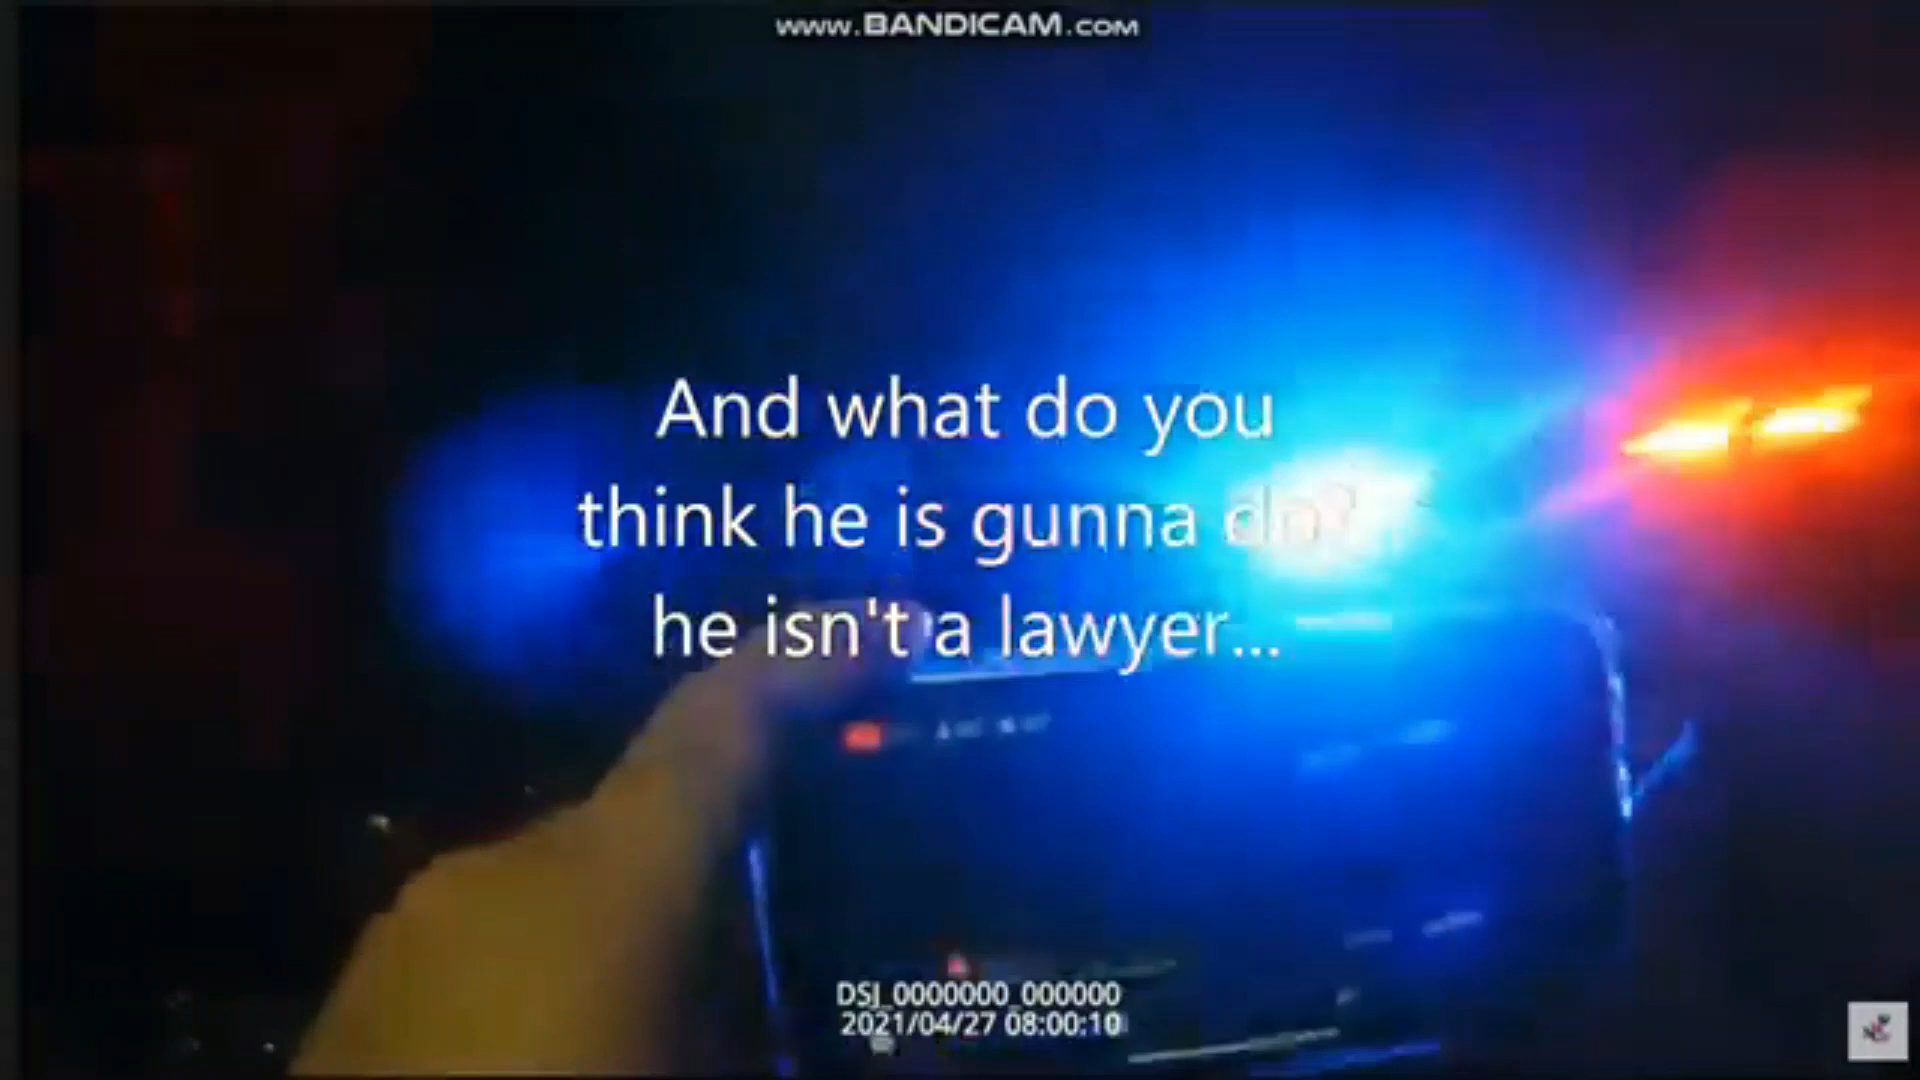 www.BANDICAM.COM
And what do you
think he is gunna do?
he isn't a lawyer...
DSJ_0000000_000000
2021/04/27 08:00:10